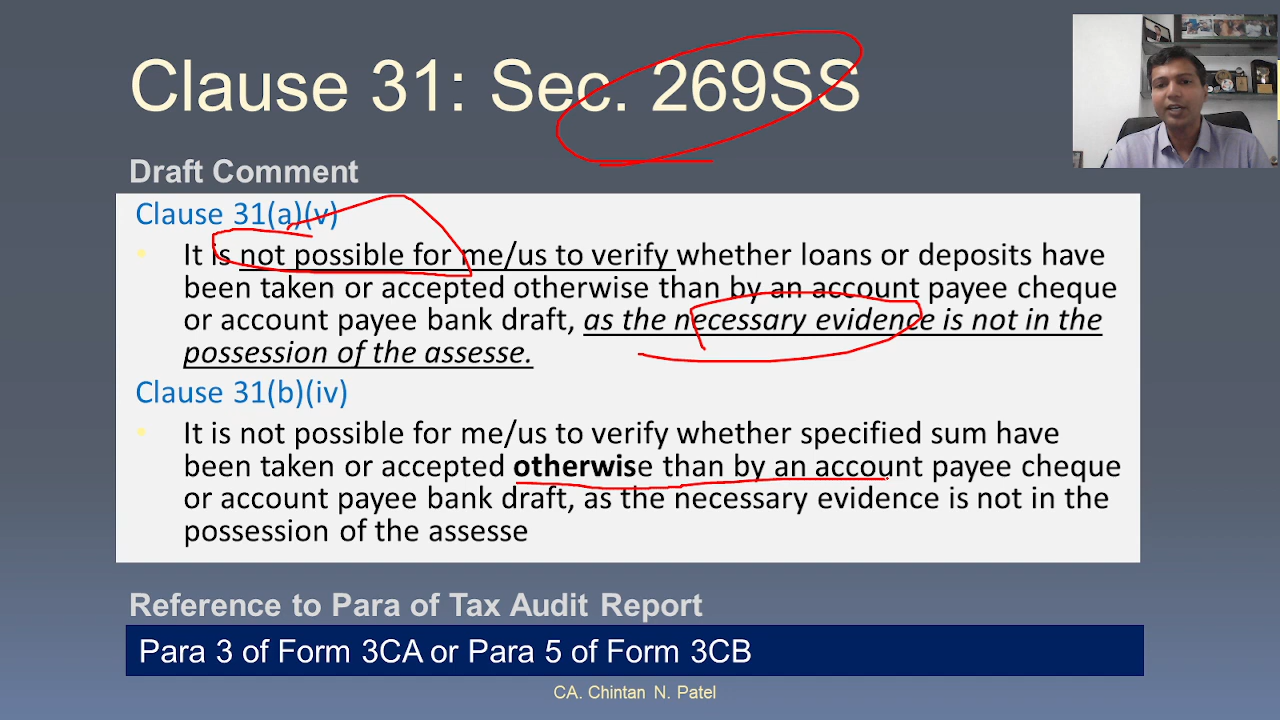 Clause 31: Sec. 269SS
Draft Comment
Clause 31(a)(v)
It is not possible for me/us to verify whether loans or deposits have
been taken or accepted otherwise than by an account payee cheque
or account payee bank draft, as the necessary evidence is not in the
possession of the assesse.
Clause 31(b)(iv)
It is not possible for me/us to verify whether specified sum have
been taken or accepted otherwise than by an account payee cheque
or account payee bank draft, as the necessary evidence is not in the
possession of the assesse
Reference to Para of Tax Audit Report
Para 3 of Form 3CA or Para 5 of Form 3CB
CA. Chintan N. Patel